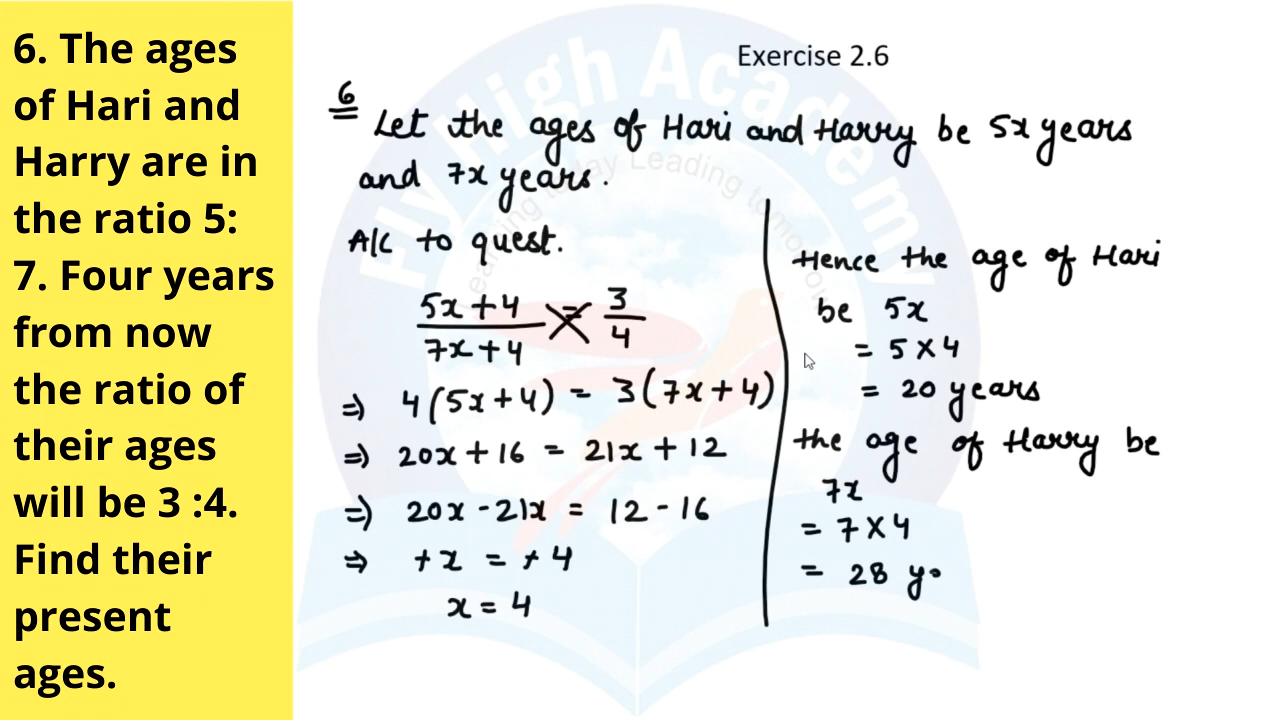 6. The ages
of Hari and
Harry are in
the ratio 5:
7. Four years
from now
the ratio of
their ages
will be 3 :4.
Find their
present
ages.
Exercise 2.6
6
Let the ages of Hari and Harry be 5x years
and 7x years.
A/C to quest.
5x + 4 / 7x + 4 = 3 / 4
⇒ 4(5x + 4) = 3(7x + 4)
⇒ 20x + 16 = 21x + 12
⇒ 20x - 21x = 12 - 16
⇒ +x = +4
x = 4
Hence the age of Hari
be 5x
= 5 × 4
= 20 years
the age of Harry be
7x
= 7 × 4
= 28 y
Fly High Academy
Learning today Leading tomorrow